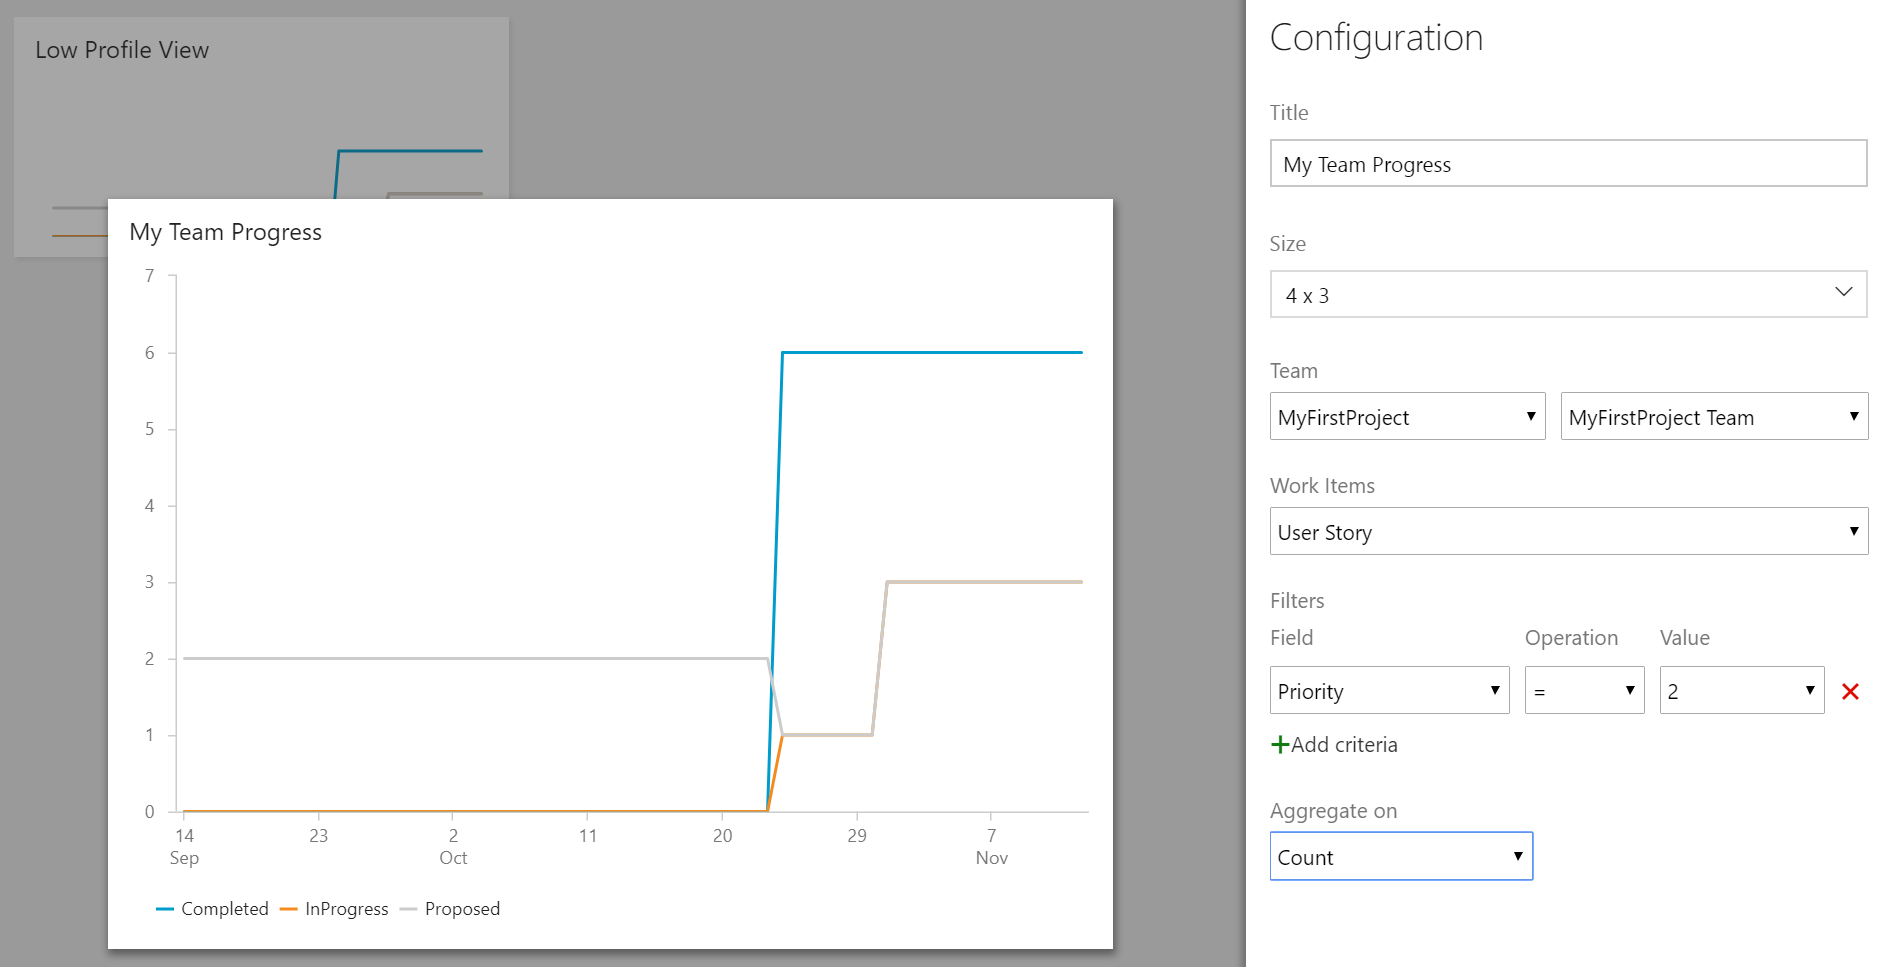 Low Profile View
My Team Progress
7
6
5
4
3
2
1
0
14 23 2 11 20 29 7
Sep Oct Nov
Completed InProgress Proposed
Configuration
Title
My Team Progress
Size
4 x 3
Team
MyFirstProject MyFirstProject Team
Work Items
User Story
Filters
Field Operation Value
Priority = 2
+Add criteria
Aggregate on
Count